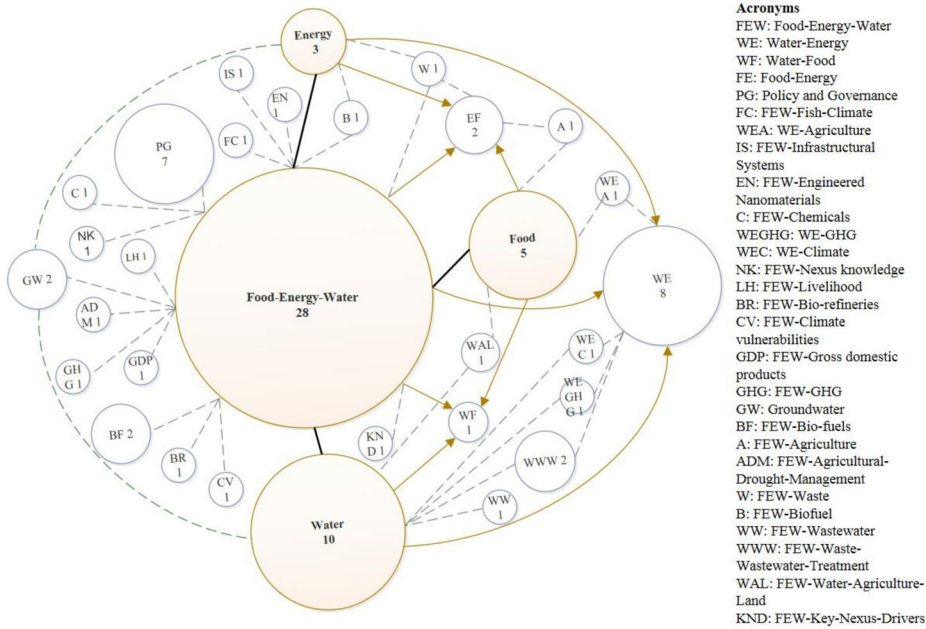 Energy
3
IS 1
EN
1
B 1
W 1
EF
2
A 1
PG
7
FC 1
C 1
NK
1
LH 1
GW 2
AD
M 1
GH
G 1
GDP
1
BF 2
BR
1
CV
1
Food-Energy-Water
28
Food
5
WE
A 1
WE
8
WAL
1
WE
C 1
WE
GH
G 1
WF
1
KN
D 1
WWW 2
WW
1
Water
10
Acronyms
FEW: Food-Energy-Water
WE: Water-Energy
WF: Water-Food
FE: Food-Energy
PG: Policy and Governance
FC: FEW-Fish-Climate
WEA: WE-Agriculture
IS: FEW-Infrastructural
Systems
EN: FEW-Engineered
Nanomaterials
C: FEW-Chemicals
WEGHG: WE-GHG
WEC: WE-Climate
NK: FEW-Nexus knowledge
LH: FEW-Livelihood
BR: FEW-Bio-refineries
CV: FEW-Climate
vulnerabilities
GDP: FEW-Gross domestic
products
GHG: FEW-GHG
GW: Groundwater
BF: FEW-Bio-fuels
A: FEW-Agriculture
ADM: FEW-Agricultural-
Drought-Management
W: FEW-Waste
B: FEW-Biofuel
WW: FEW-Wastewater
WWW: FEW-Waste-
Wastewater-Treatment
WAL: FEW-Water-Agriculture-
Land
KND: FEW-Key-Nexus-Drivers